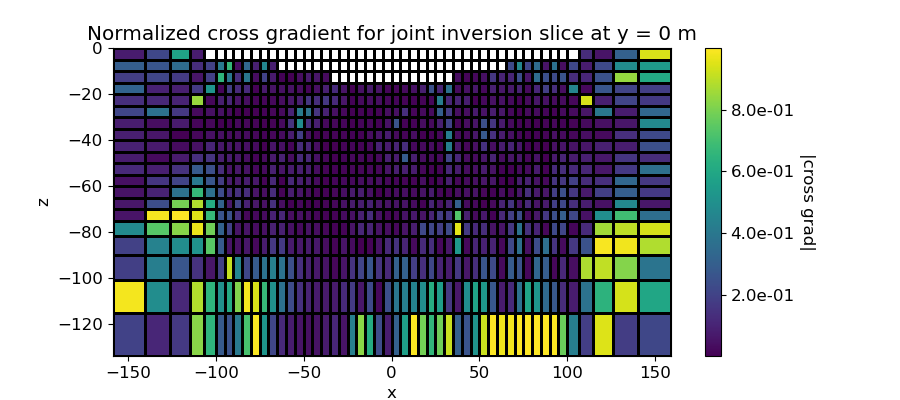 Normalized cross gradient for joint inversion slice at y = 0 m
0
−20
−40
−60
−80
−100
−120
z
−150
−100
−50
0
50
100
150
x
8.0e-01
6.0e-01
4.0e-01
2.0e-01
|cross grad|